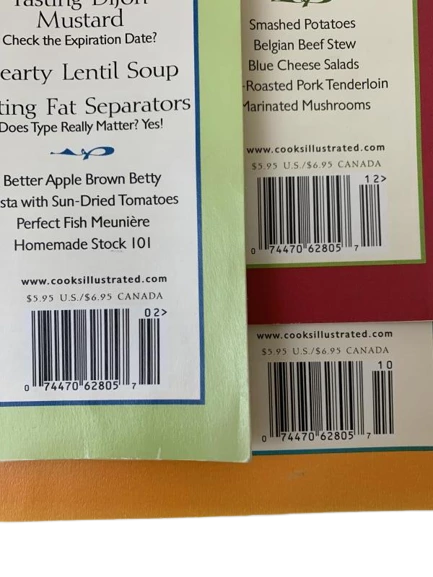 Tasting Dijon
Mustard
Check the Expiration Date?
earty Lentil Soup
ting Fat Separators
Does Type Really Matter? Yes!
Better Apple Brown Betty
sta with Sun-Dried Tomatoes
Perfect Fish Meunière
Homemade Stock 101
www.cooksillustrated.com
$5.95 U.S./$6.95 CANADA
02>
0 74470 62805 7
Smashed Potatoes
Belgian Beef Stew
Blue Cheese Salads
-Roasted Pork Tenderloin
Marinated Mushrooms
www.cooksillustrated.com
$5.95 U.S./$6.95 CANADA
12>
0 74470 62805 7
www.cooksillustrated.com
$5.95 U.S./$6.95 CANADA
10
0 74470 62805 7